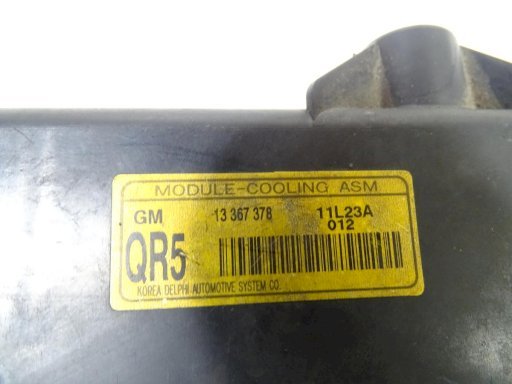 MODULE-COOLING ASM
GM 13 367 378 11L23A
012
QR5
KOREA DELPHI AUTOMOTIVE SYSTEM CO.